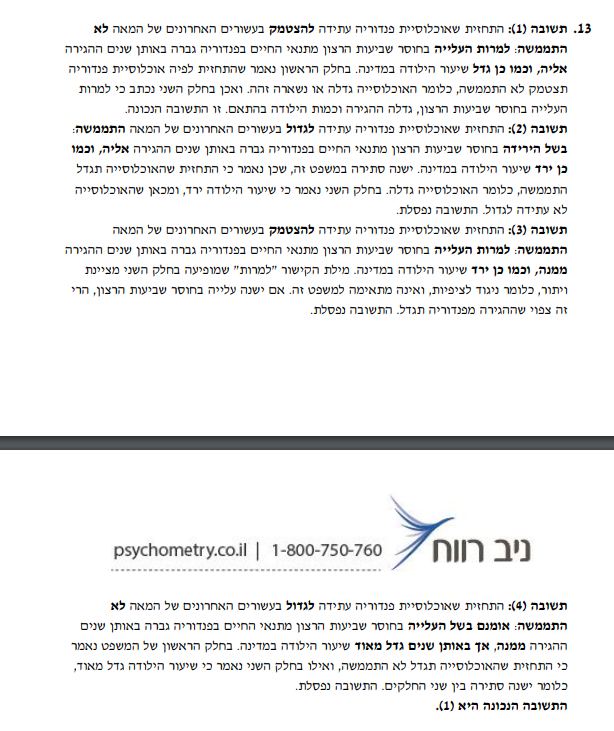 13. תשובה (1): התחזית שאוכלוסיית פנדוריה עתידה להצטמק בעשורים האחרונים של המאה לא
התממשה: למרות העלייה בחוסר שביעות הרצון מתנאי החיים בפנדוריה גברה באותן שנים ההגירה
אליה, וכמו כן גדל שיעור הילודה במדינה. בחלק הראשון נאמר שהתחזית לפיה אוכלוסיית פנדוריה
תצטמק לא התממשה, כלומר האוכלוסייה גדלה או נשארה זהה. ואכן בחלק השני נכתב כי למרות
העלייה בחוסר שביעות הרצון, גדלה ההגירה וכמות הילודה בהתאם. זו התשובה הנכונה.
תשובה (2): התחזית שאוכלוסיית פנדוריה עתידה לגדול בעשורים האחרונים של המאה התממשה:
בשל הירידה בחוסר שביעות הרצון מתנאי החיים בפנדוריה גברה באותן שנים ההגירה אליה, וכמו
כן ירד שיעור הילודה במדינה. ישנה סתירה במשפט זה, שכן נאמר כי התחזית שהאוכלוסייה תגדל
התממשה, כלומר האוכלוסייה גדלה. בחלק השני נאמר כי שיעור הילודה ירד, ומכאן שהאוכלוסייה
לא עתידה לגדול. התשובה נפסלת.
תשובה (3): התחזית שאוכלוסיית פנדוריה עתידה להצטמק בעשורים האחרונים של המאה
התממשה: למרות העלייה בחוסר שביעות הרצון מתנאי החיים בפנדוריה גברה באותן שנים ההגירה
ממנה, וכמו כן ירד שיעור הילודה במדינה. מילת הקישור "למרות" שמופיעה בחלק השני מציינת
ויתור, כלומר ניגוד לציפיות, ואינה מתאימה למשפט זה. אם ישנה עלייה בחוסר שביעות הרצון, הרי
זה צפוי שההגירה מפנדוריה תגדל. התשובה נפסלת.
ניב רווח
psychometry.co.il | 1-800-750-760
תשובה (4): התחזית שאוכלוסיית פנדוריה עתידה לגדול בעשורים האחרונים של המאה לא
התממשה: אומנם בשל העלייה בחוסר שביעות הרצון מתנאי החיים בפנדוריה גברה באותן שנים
ההגירה ממנה, אך באותן שנים גדל מאוד שיעור הילודה במדינה. בחלק הראשון של המשפט נאמר
כי התחזית שהאוכלוסייה תגדל לא התממשה, ואילו בחלק השני נאמר כי שיעור הילודה גדל מאוד,
כלומר ישנה סתירה בין שני החלקים. התשובה נפסלת.
התשובה הנכונה היא (1).